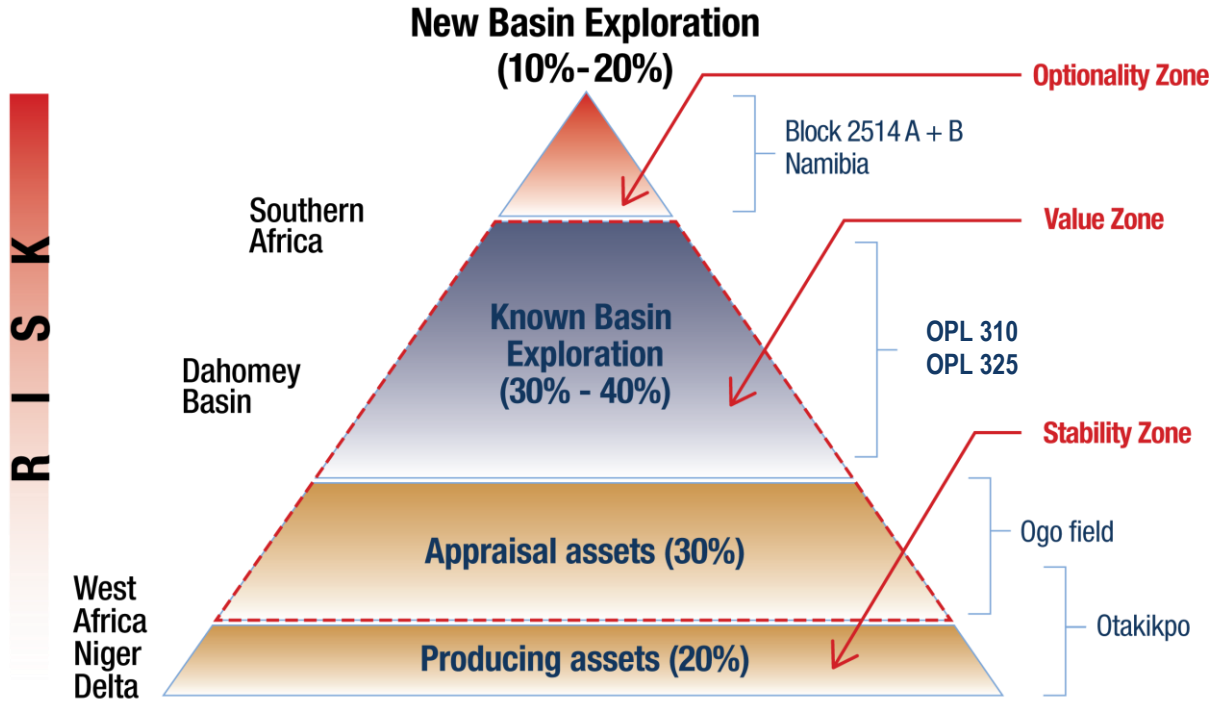 New Basin Exploration
(10%-20%)
Optionality Zone
Block 2514 A + B
Namibia
Southern
Africa
Value Zone
RISK
Known Basin
Exploration
(30% - 40%)
OPL 310
OPL 325
Dahomey
Basin
Stability Zone
Appraisal assets (30%)
Ogo field
West
Africa
Niger
Delta
Producing assets (20%)
Otakikpo